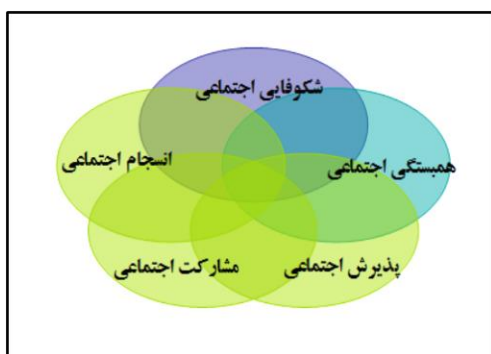 شکوفایی اجتماعی
انسجام اجتماعی
همبستگی اجتماعی
مشارکت اجتماعی
پذیرش اجتماعی